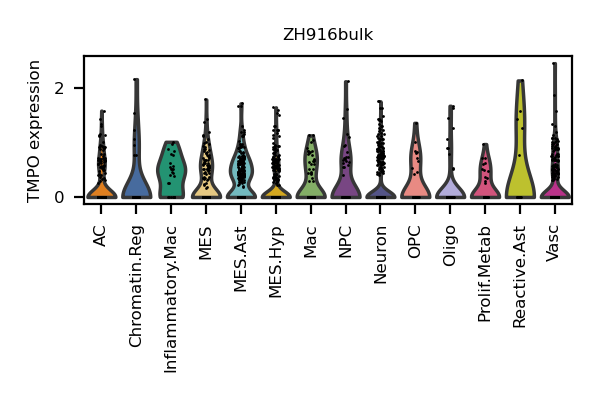 ZH916bulk
TMPO expression
2
0
AC
Chromatin.Reg
Inflammatory.Mac
MES
MES.Ast
MES.Hyp
Mac
NPC
Neuron
OPC
Oligo
Prolif.Metab
Reactive.Ast
Vasc